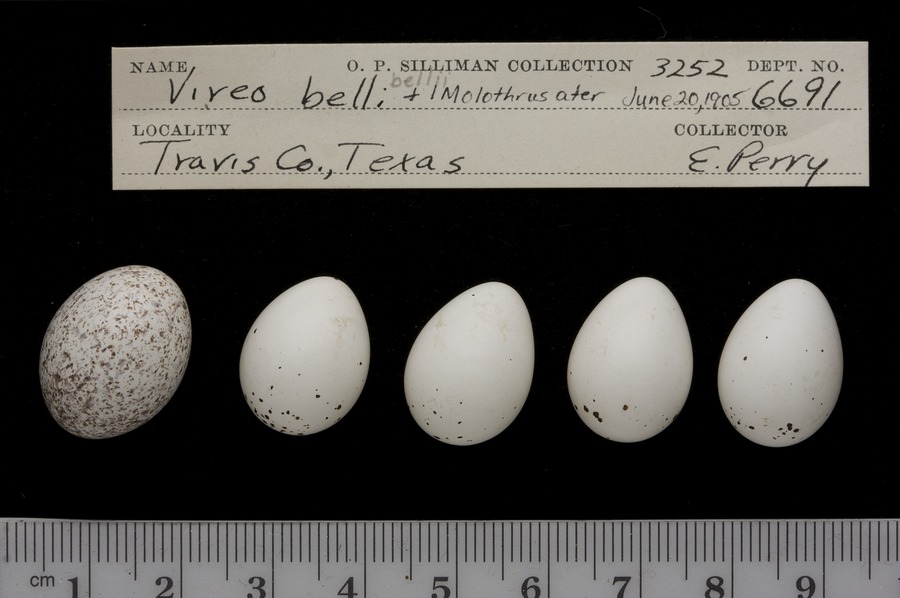 NAME O. P. SILLIMAN COLLECTION 3252 DEPT. NO.
bellii
Vireo belli + 1 Molothrus ater June 20, 1905 6691
LOCALITY COLLECTOR
Travis Co., Texas E. Perry
cm 1 2 3 4 5 6 7 8 9